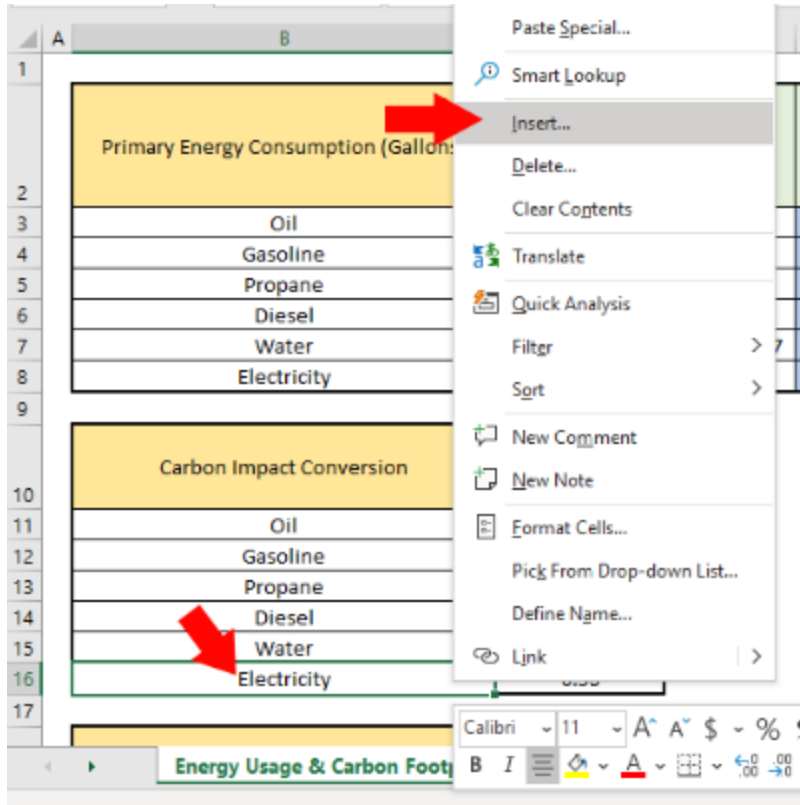 A B
1
2 Primary Energy Consumption (Gallons
3 Oil
4 Gasoline
5 Propane
6 Diesel
7 Water 7
8 Electricity
9
10 Carbon Impact Conversion
11 Oil
12 Gasoline
13 Propane
14 Diesel
15 Water
16 Electricity
17
Energy Usage & Carbon
Paste Special...
Smart Lookup
Insert...
Delete...
Clear Contents
Translate
Quick Analysis
Filter
Sort
New Comment
New Note
Format Cells...
Pick From Drop-down List...
Define Name...
Link
Calibri 11 A^ A˅ $ %
B I A .00 .00